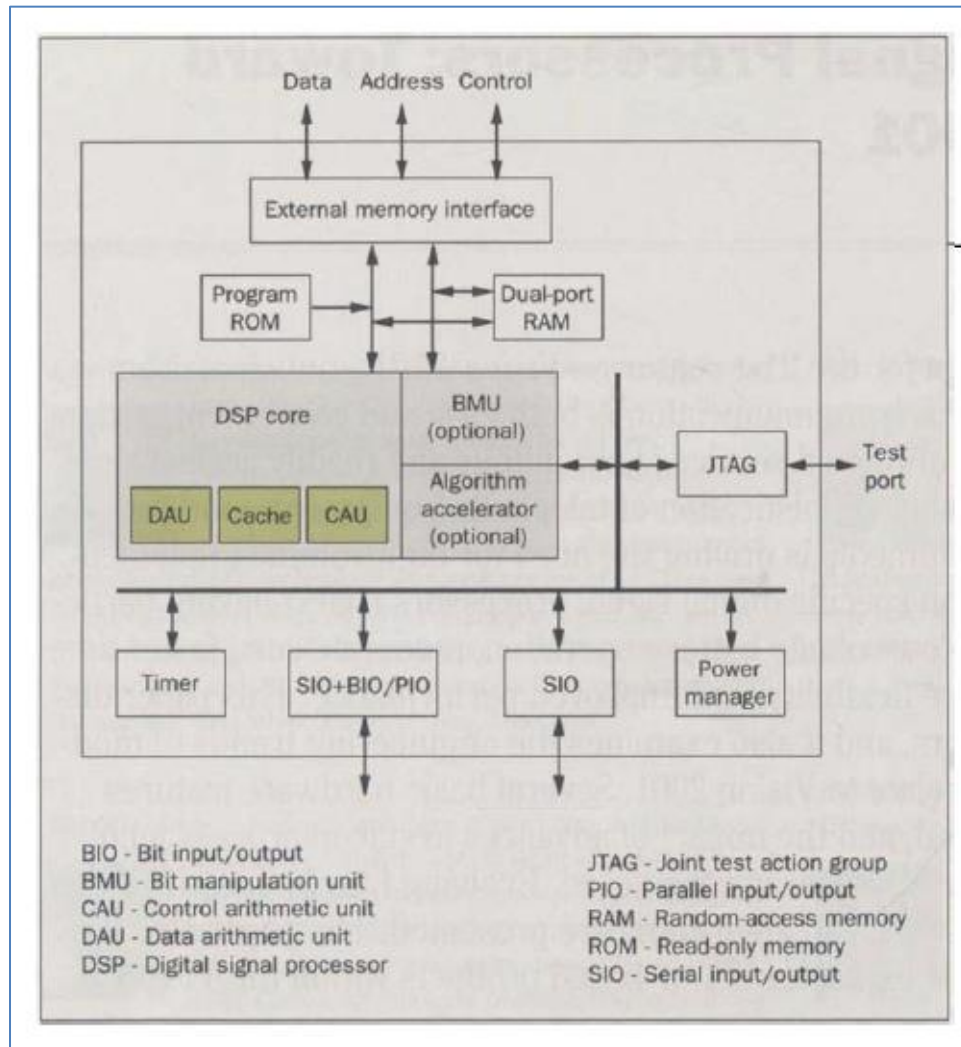 Data Address Control
External memory interface
Program
ROM
Dual-port
RAM
DSP core
BMU
(optional)
Algorithm
accelerator
(optional)
DAU
Cache
CAU
JTAG
Test
port
Timer
SIO+BIO/PIO
SIO
Power
manager
BIO - Bit input/output
BMU - Bit manipulation unit
CAU - Control arithmetic unit
DAU - Data arithmetic unit
DSP - Digital signal processor
JTAG - Joint test action group
PIO - Parallel input/output
RAM - Random-access memory
ROM - Read-only memory
SIO - Serial input/output